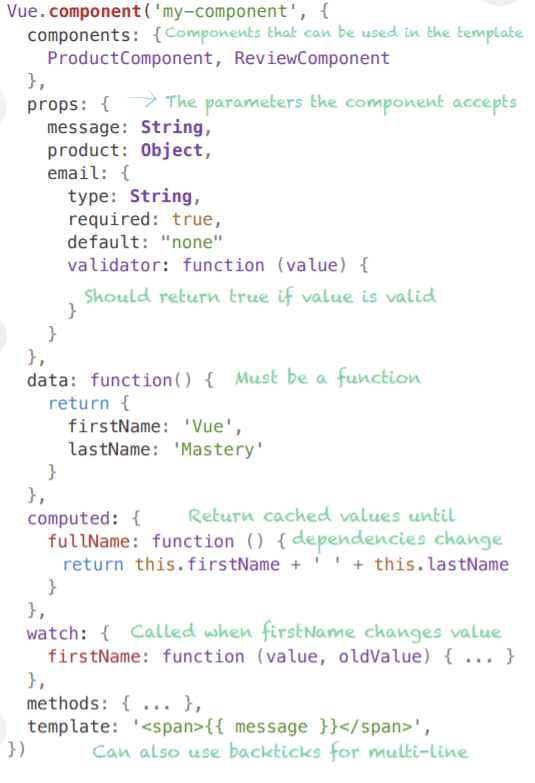 Vue.component('my-component', {
components: { Components that can be used in the template
ProductComponent, ReviewComponent
},
props: { The parameters the component accepts
message: String,
product: Object,
email: {
type: String,
required: true,
default: "none"
validator: function (value) {
Should return true if value is valid
}
}
},
data: function() { Must be a function
return {
firstName: 'Vue',
lastName: 'Mastery'
}
},
computed: { Return cached values until
fullName: function () { dependencies change
return this.firstName + ' ' + this.lastName
}
},
watch: { Called when firstName changes value
firstName: function (value, oldValue) { ... }
},
methods: { ... },
template: '<span>{{ message }}</span>',
}) Can also use backticks for multi-line